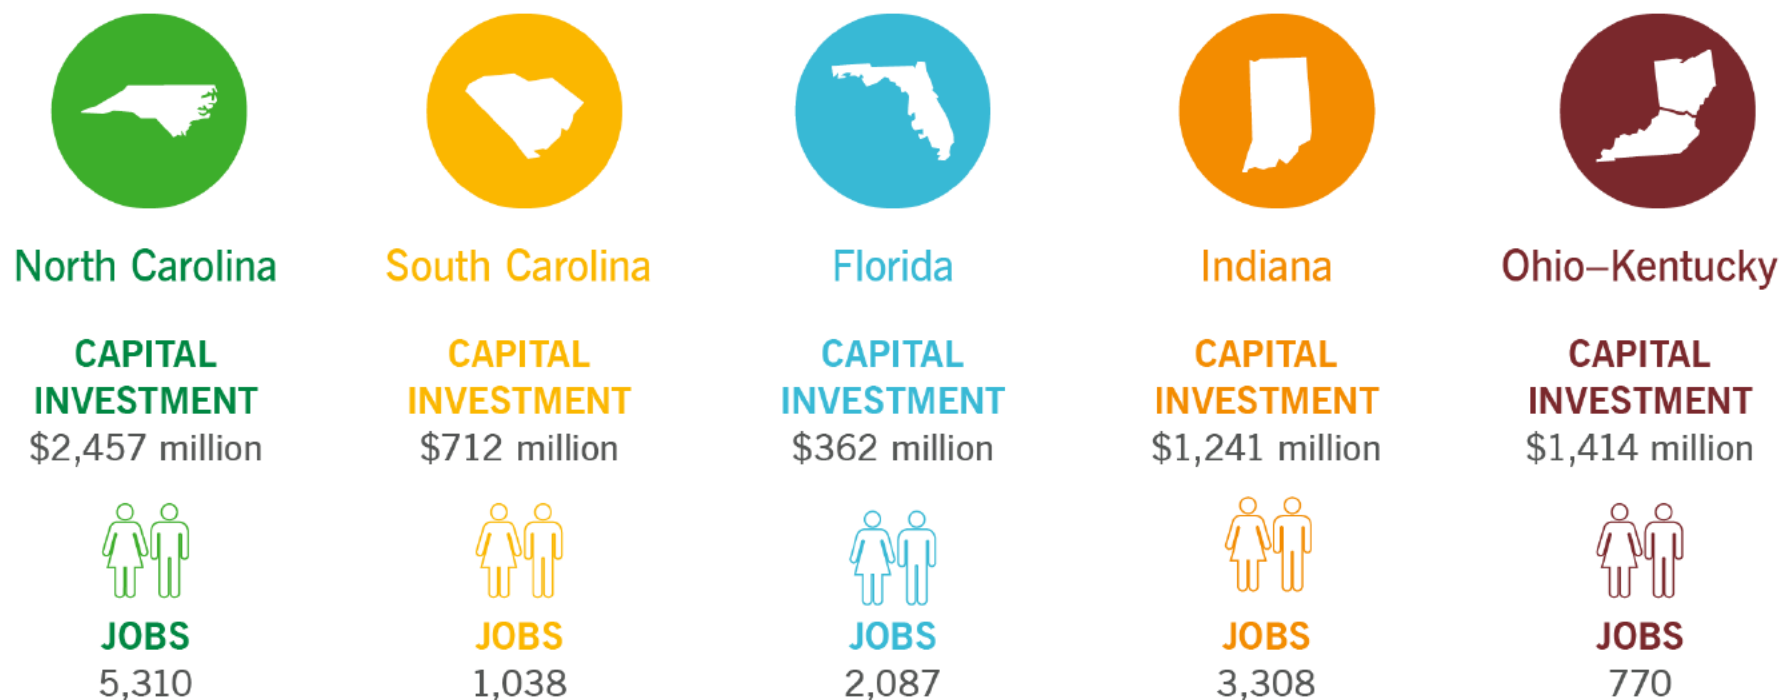 North Carolina
CAPITAL
INVESTMENT
$2,457 million
JOBS
5,310
South Carolina
CAPITAL
INVESTMENT
$712 million
JOBS
1,038
Florida
CAPITAL
INVESTMENT
$362 million
JOBS
2,087
Indiana
CAPITAL
INVESTMENT
$1,241 million
JOBS
3,308
Ohio–Kentucky
CAPITAL
INVESTMENT
$1,414 million
JOBS
770